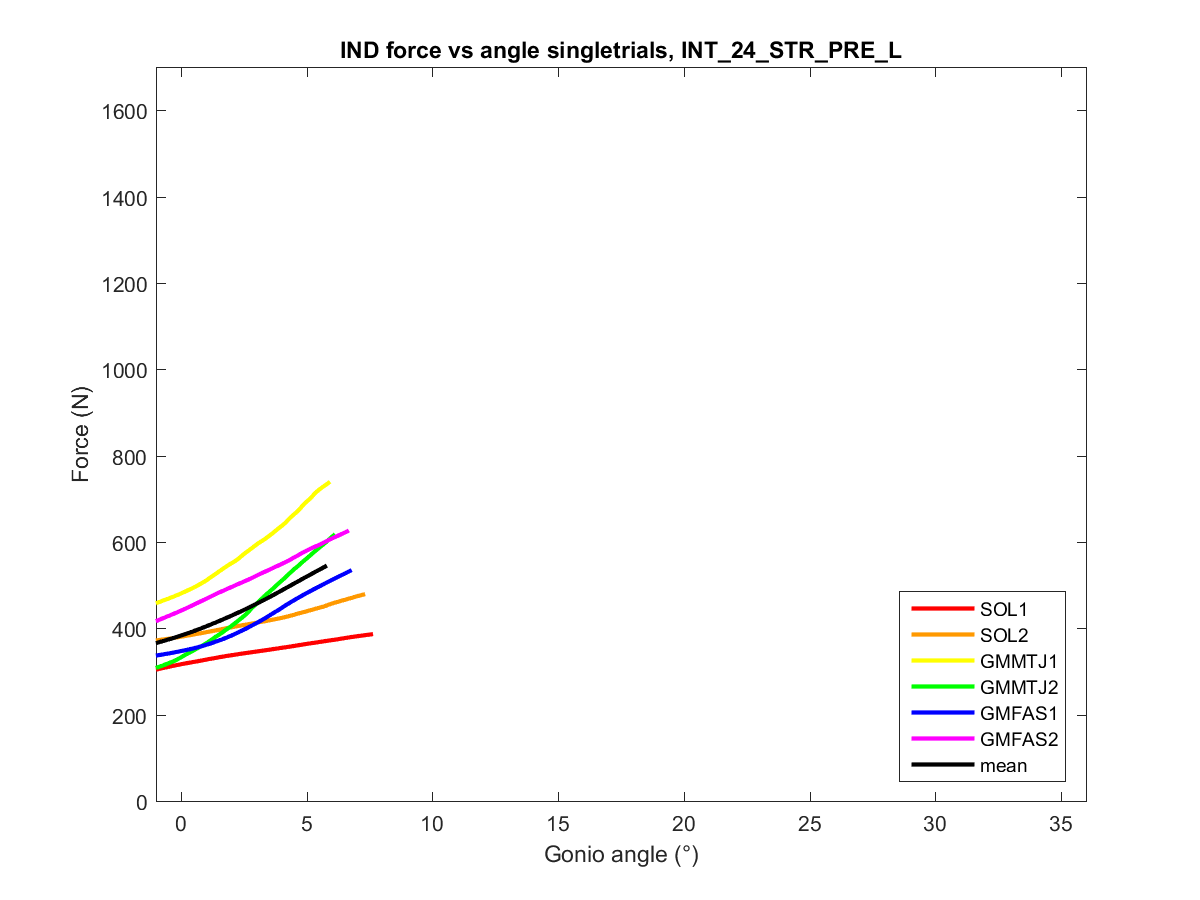 IND force vs angle singletrials, INT_24_STR_PRE_L
1600
1400
1200
1000
800
600
400
200
0
Force (N)
0 5 10 15 20 25 30 35
Gonio angle (°)
SOL1
SOL2
GMMTJ1
GMMTJ2
GMFAS1
GMFAS2
mean